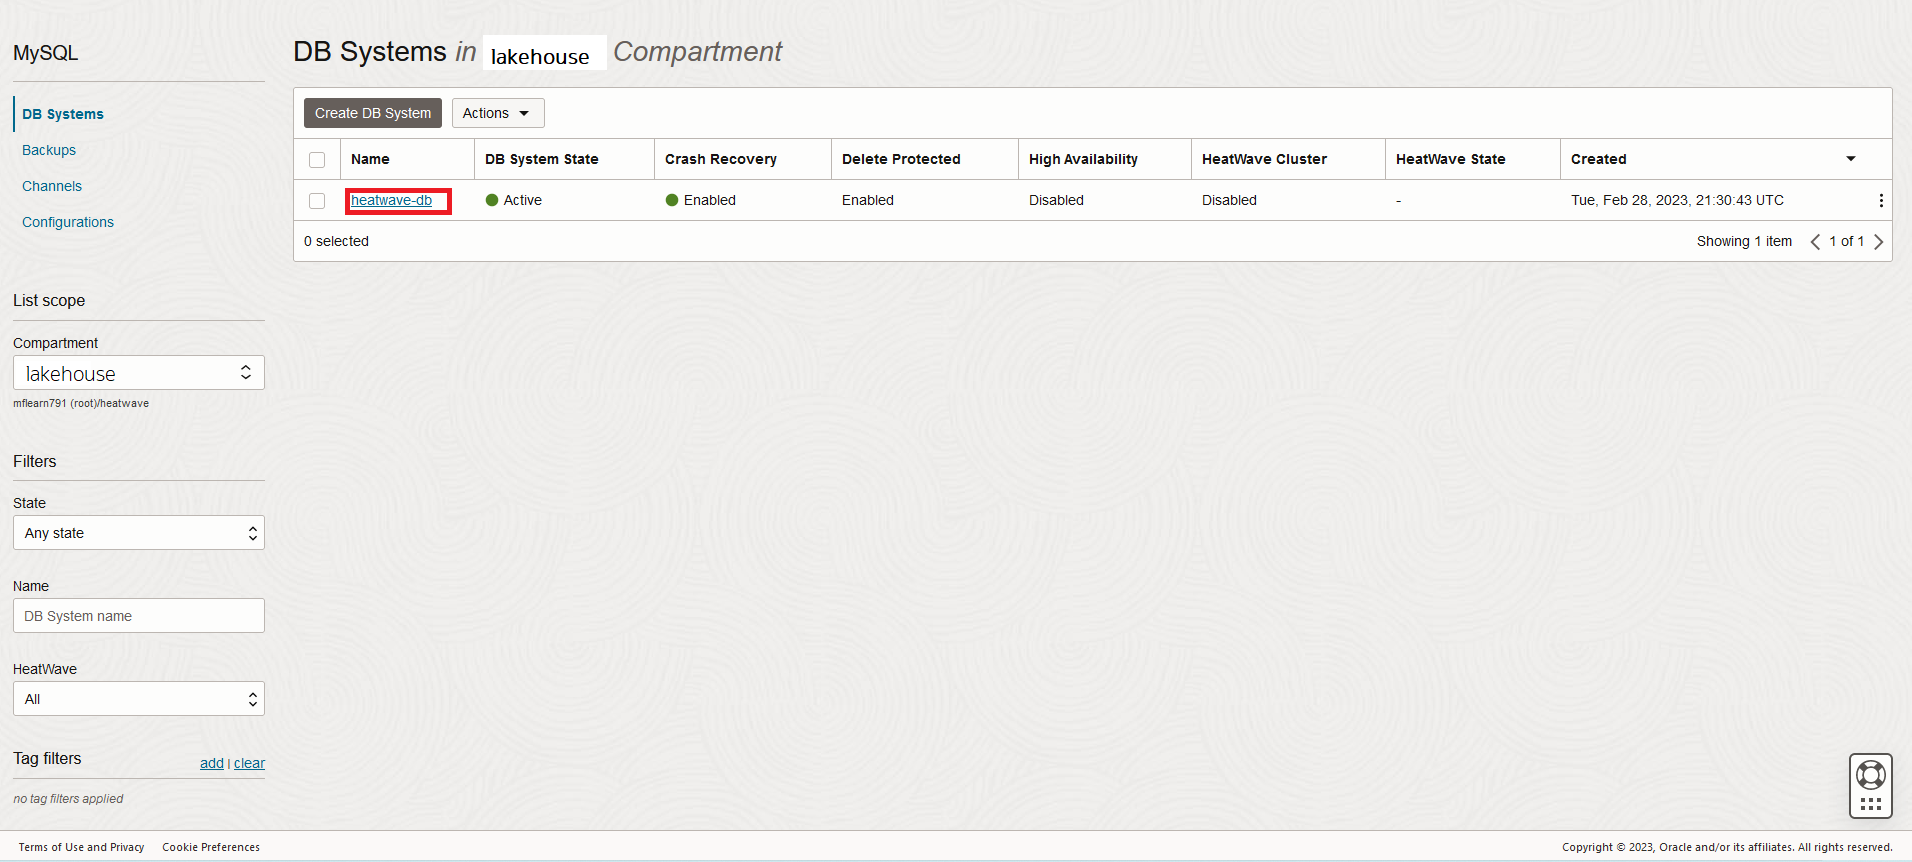 MySQL
DB Systems
Backups
Channels
Configurations
List scope
Compartment
lakehouse
mflearn791 (root)/heatwave
Filters
State
Any state
Name
DB System name
HeatWave
All
Tag filters add | clear
no tag filters applied
DB Systems in lakehouse Compartment
Create DB System Actions
Name DB System State Crash Recovery Delete Protected High Availability HeatWave Cluster HeatWave State Created
heatwave-db Active Enabled Enabled Disabled Disabled - Tue, Feb 28, 2023, 21:30:43 UTC
0 selected Showing 1 item 1 of 1
Terms of Use and Privacy Cookie Preferences Copyright © 2023, Oracle and/or its affiliates. All rights reserved.